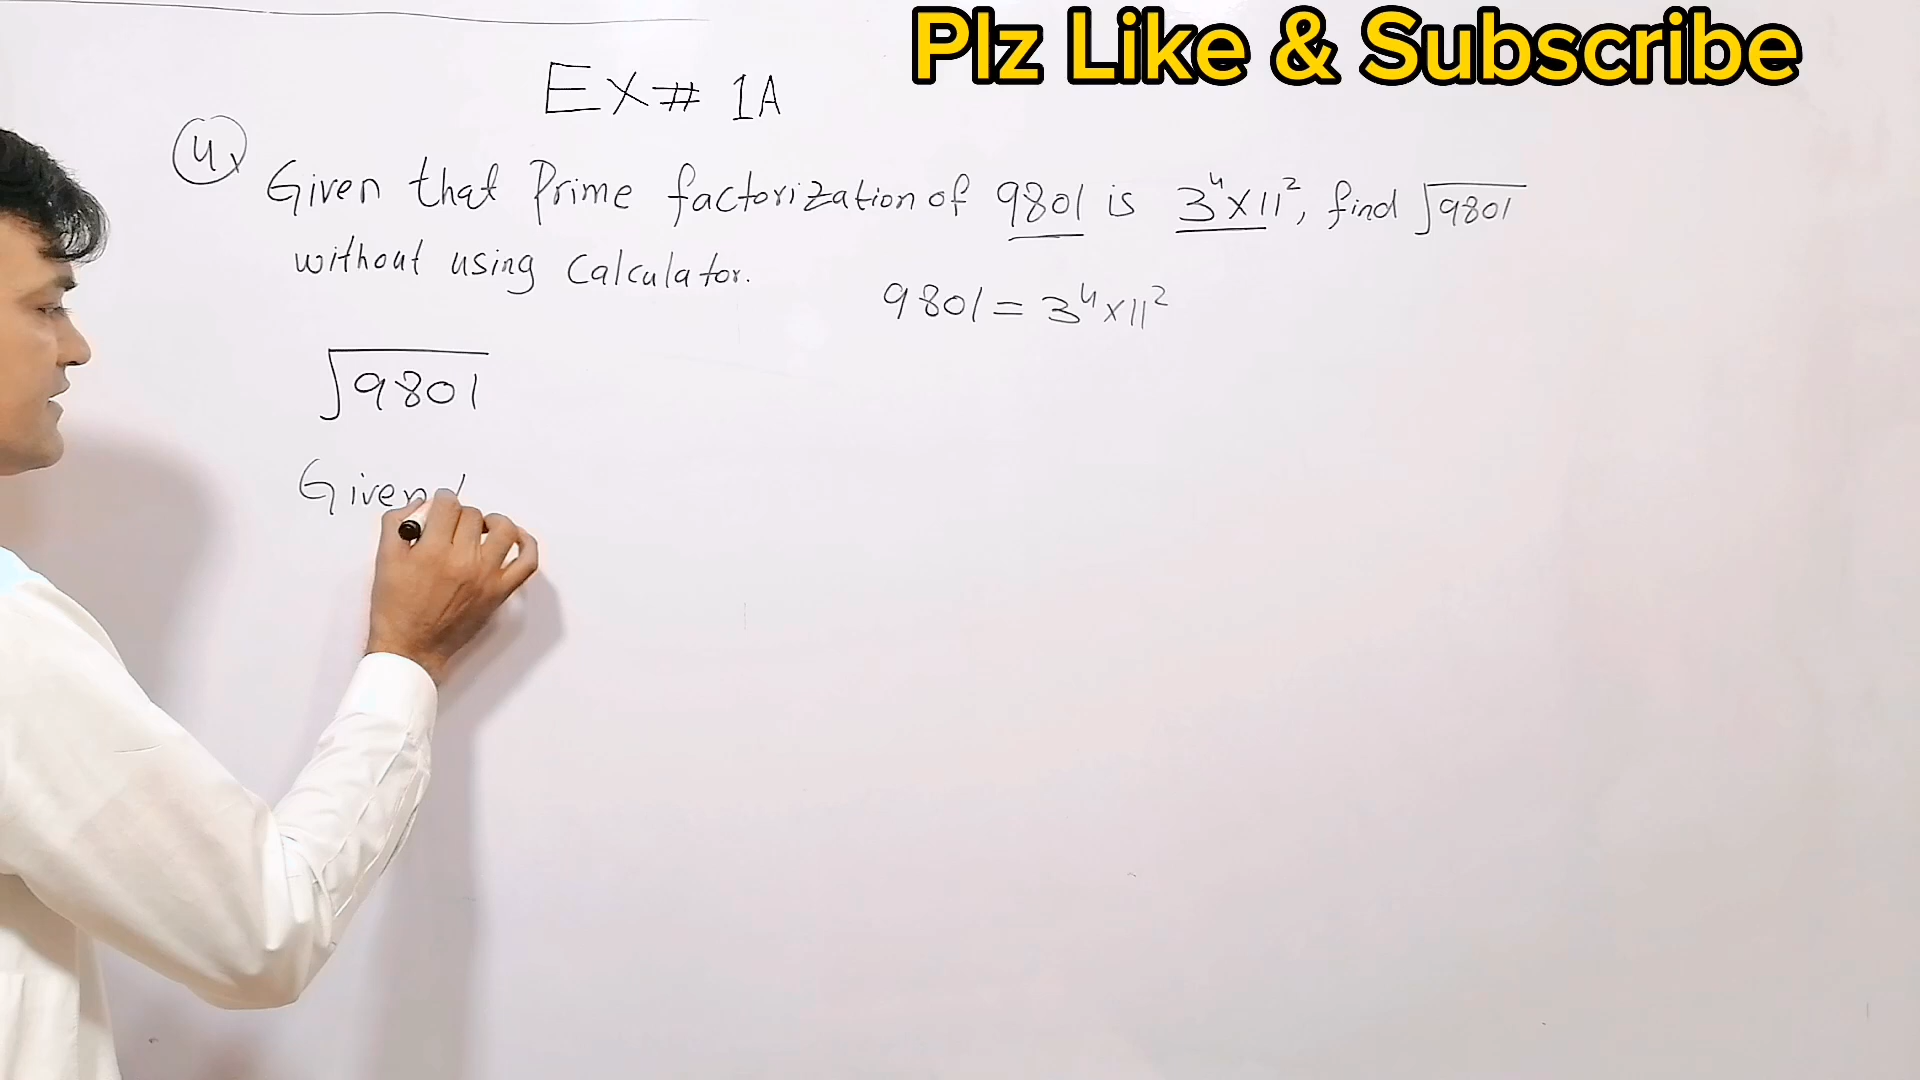 Plz Like & Subscribe
Ex# 1A
4, Given that Prime factorization of 9801 is 3⁴×11², find √9801
without using Calculator.
9801 = 3⁴×11²
√9801
Given